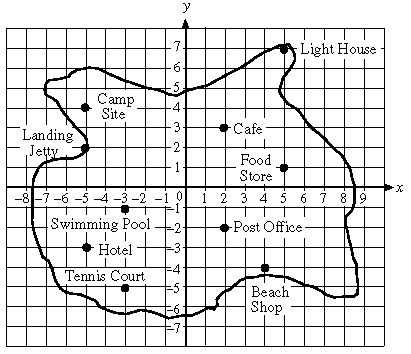 y
7
Light House
6
5
4
Camp
Site
3
Cafe
Landing
Jetty
2
Food
Store
1
-8 -7 -6 -5 -4 -3 -2 -1 0 1 2 3 4 5 6 7 8 9 x
-1
Swimming Pool
-2
Post Office
-3
Hotel
-4
Tennis Court
-5
Beach
Shop
-6
-7